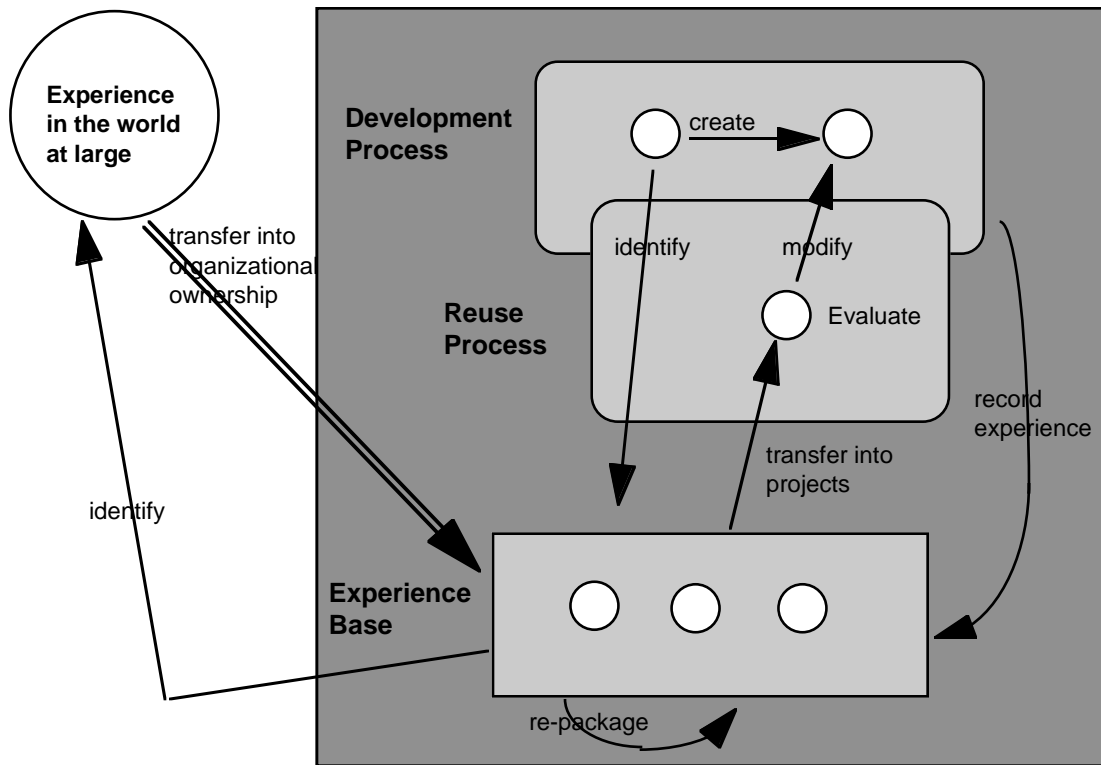 Experience
in the world
at large
Development
Process
create
transfer into
organizational
ownership
identify
modify
Reuse
Process
Evaluate
record
experience
transfer into
projects
identify
Experience
Base
re-package